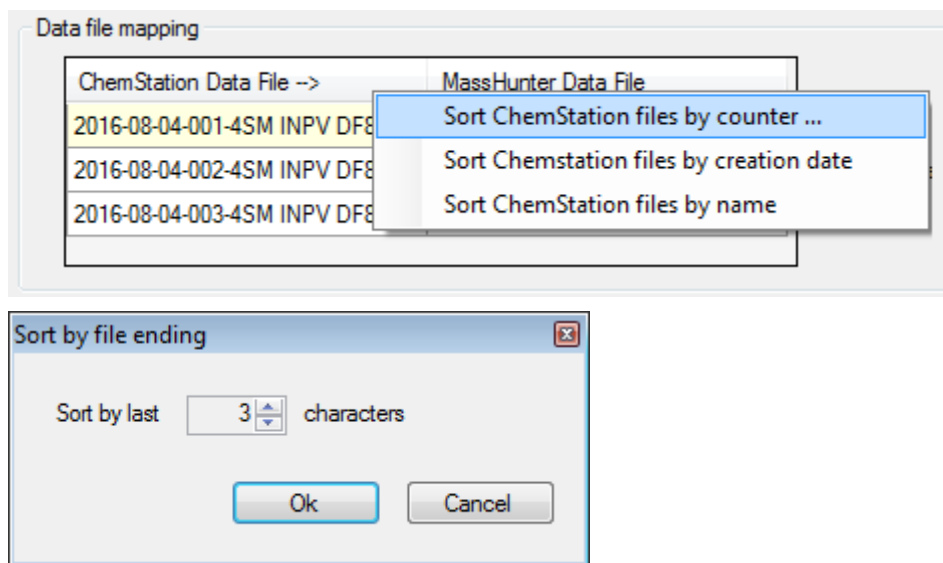 Data file mapping
ChemStation Data File --> MassHunter Data File
2016-08-04-001-4SM INPV DF8 Sort ChemStation files by counter ...
2016-08-04-002-4SM INPV DF8 Sort Chemstation files by creation date
2016-08-04-003-4SM INPV DF8 Sort ChemStation files by name
Sort by file ending
Sort by last 3 characters
Ok Cancel